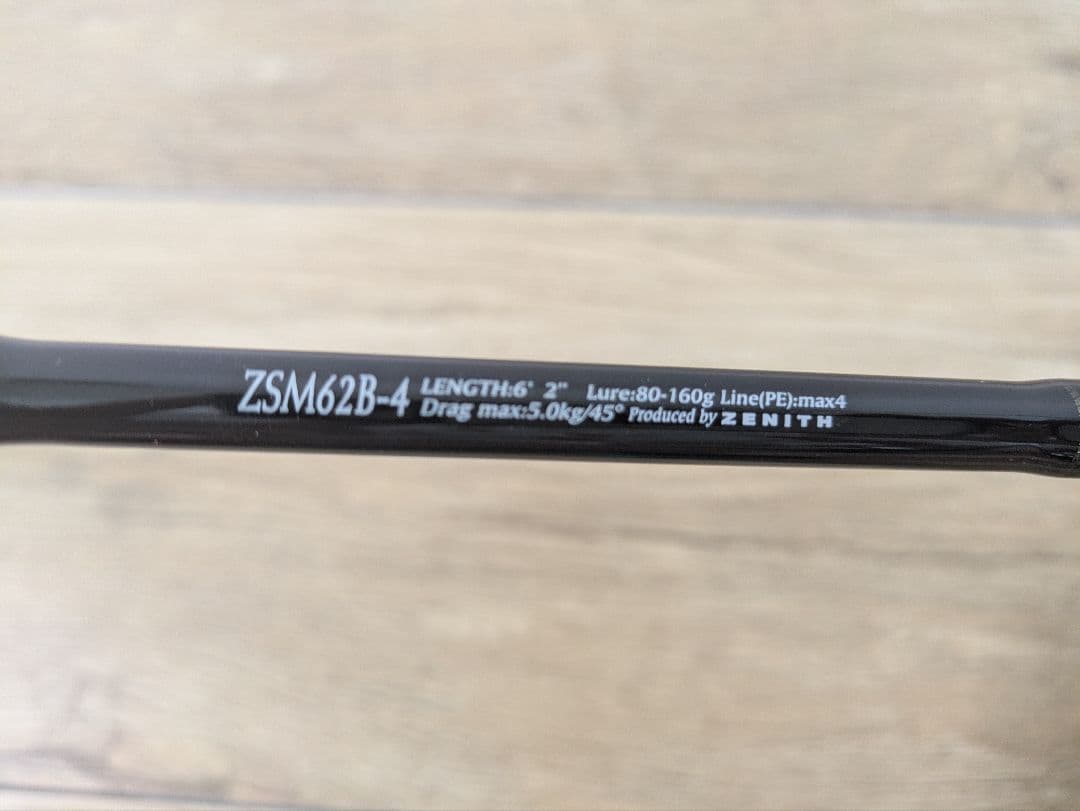 ZSM62B-4
LENGTH:6' 2" Lure:80-160g Line(PE):max4
Drag max:5.0kg/45° Produced by ZENITH